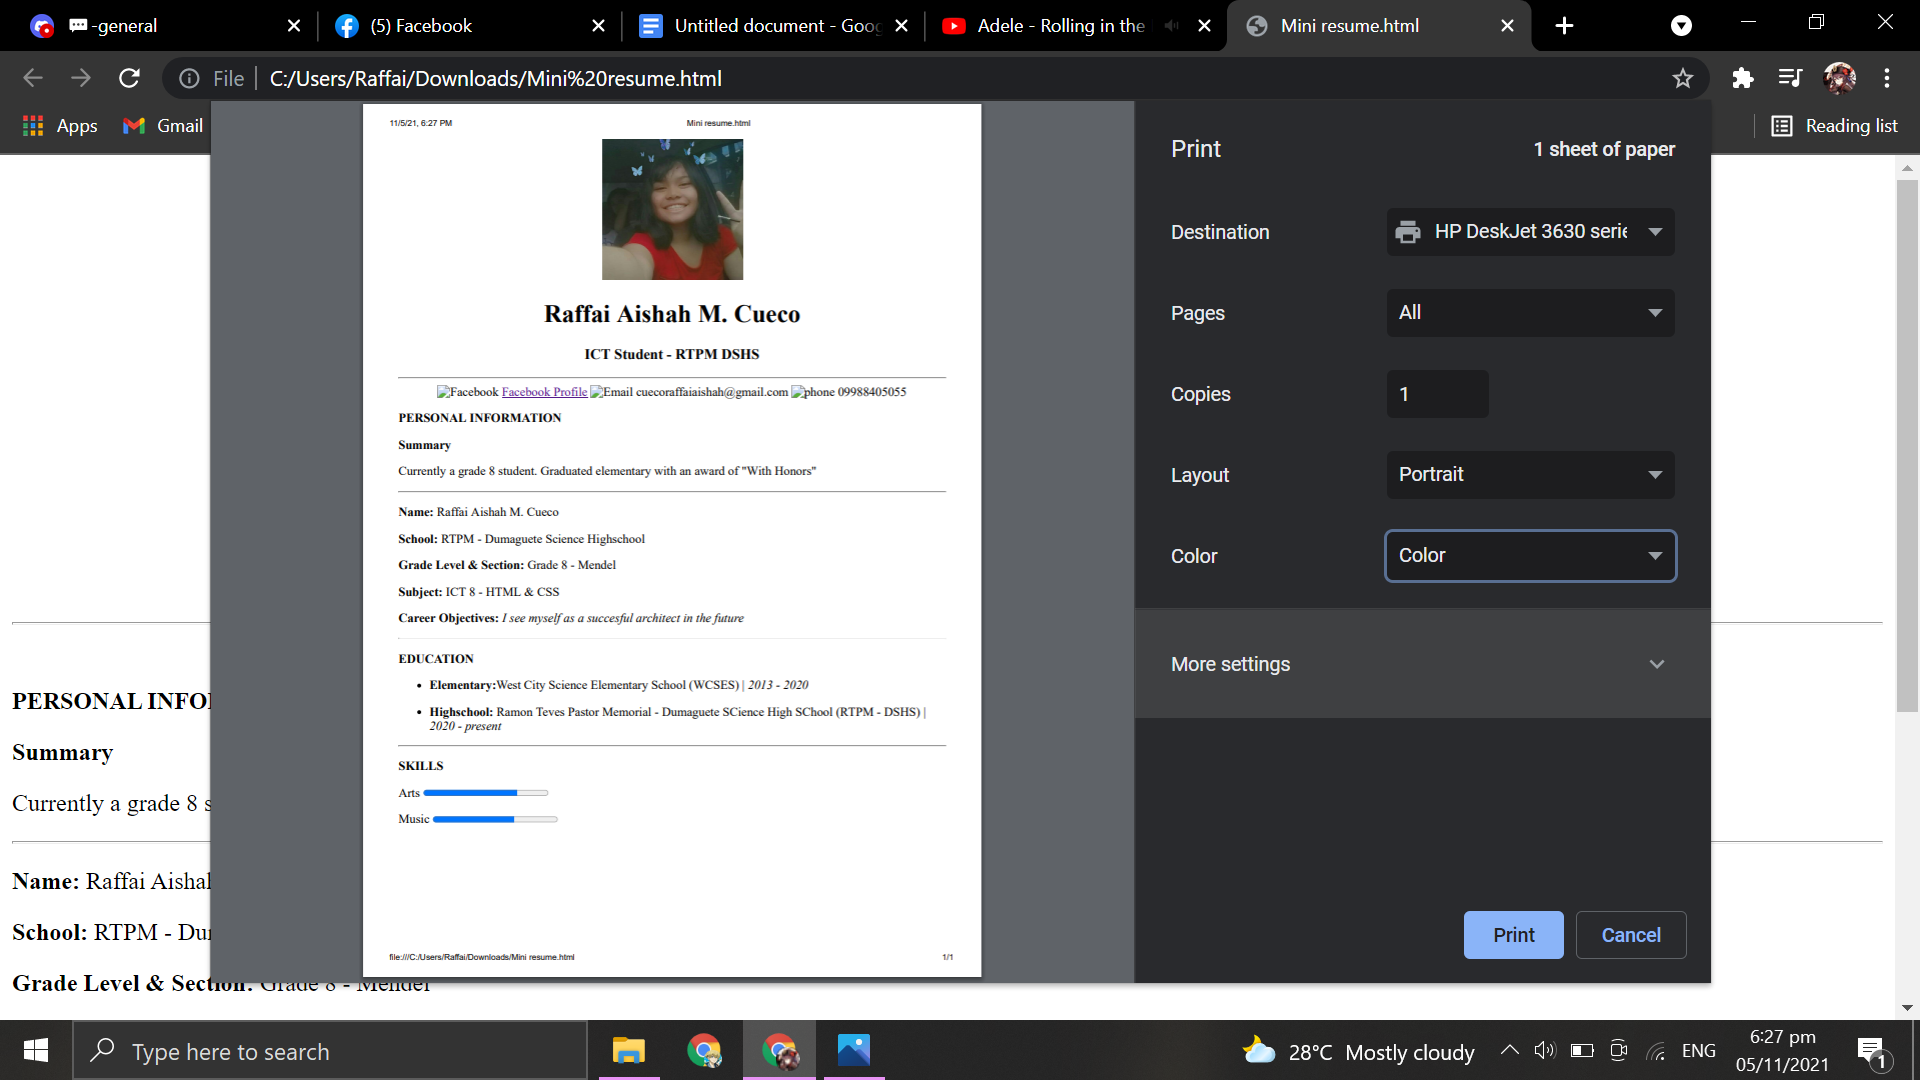 -general
(5) Facebook
Untitled document - Goog
Adele - Rolling in the
Mini resume.html
File
C:/Users/Raffai/Downloads/Mini%20resume.html
Apps
Gmail
Reading list
11/5/21, 6:27 PM
Mini resume.html
Raffai Aishah M. Cueco
ICT Student - RTPM DSHS
Facebook Facebook Profile Email cuecoraffaiaishah@gmail.com phone 09988405055
PERSONAL INFORMATION
Summary
Currently a grade 8 student. Graduated elementary with an award of "With Honors"
Name: Raffai Aishah M. Cueco
School: RTPM - Dumaguete Science Highschool
Grade Level & Section: Grade 8 - Mendel
Subject: ICT 8 - HTML & CSS
Career Objectives: I see myself as a succesful architect in the future
EDUCATION
• Elementary:West City Science Elementary School (WCSES) | 2013 - 2020
• Highschool: Ramon Teves Pastor Memorial - Dumaguete SCience High SChool (RTPM - DSHS) |
2020 - present
SKILLS
Arts
Music
file:///C:/Users/Raffai/Downloads/Mini resume.html
1/1
Print
1 sheet of paper
Destination
HP DeskJet 3630 serie
Pages
All
Copies
1
Layout
Portrait
Color
Color
More settings
Print
Cancel
PERSONAL INFO
Summary
Currently a grade 8 s
Name: Raffai Aishah
School: RTPM - Du
Grade Level & Section: Grade 8 - Mendel
Type here to search
28°C Mostly cloudy
ENG
6:27 pm
05/11/2021
1